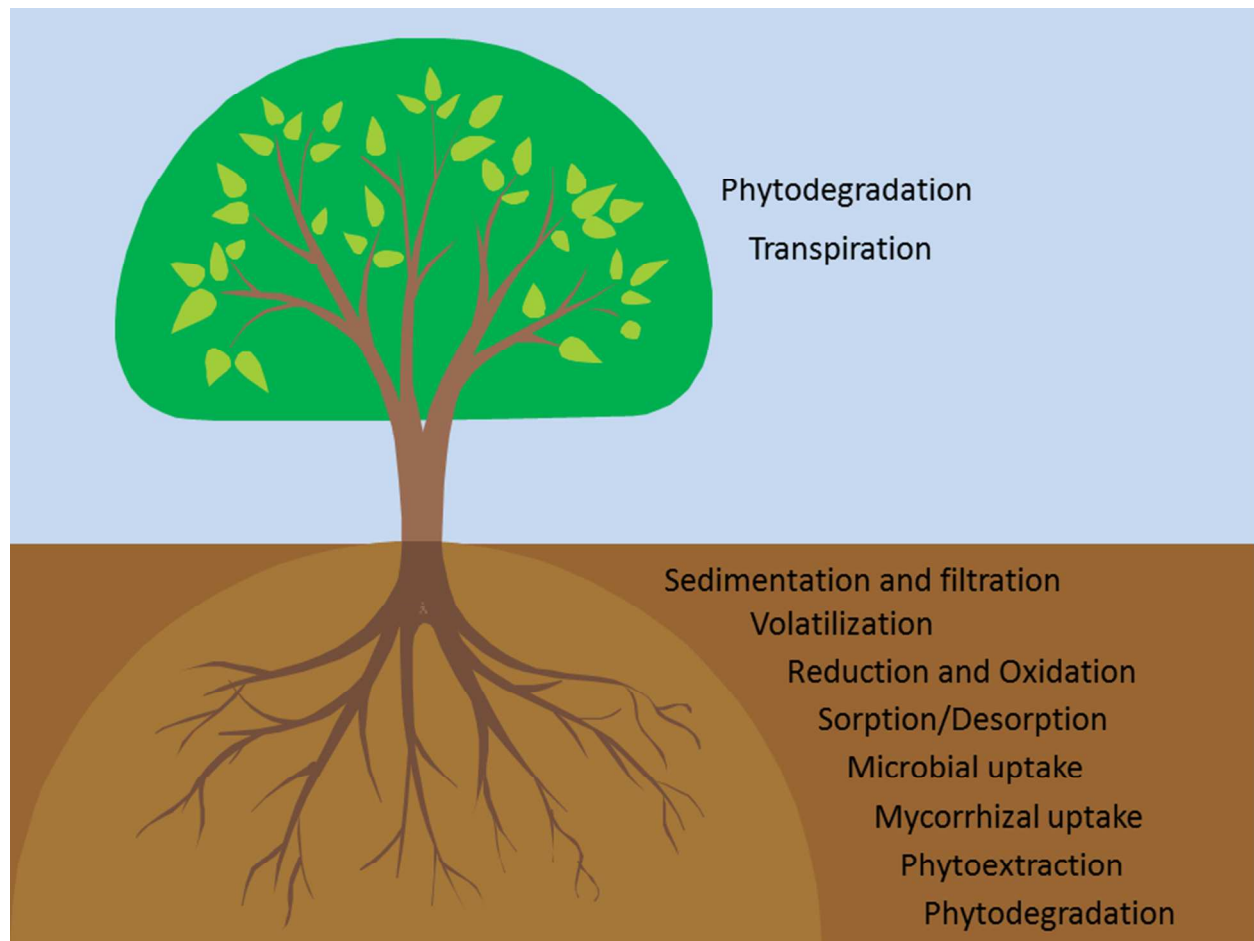 Phytodegradation
Transpiration
Sedimentation and filtration
Volatilization
Reduction and Oxidation
Sorption/Desorption
Microbial uptake
Mycorrhizal uptake
Phytoextraction
Phytodegradation